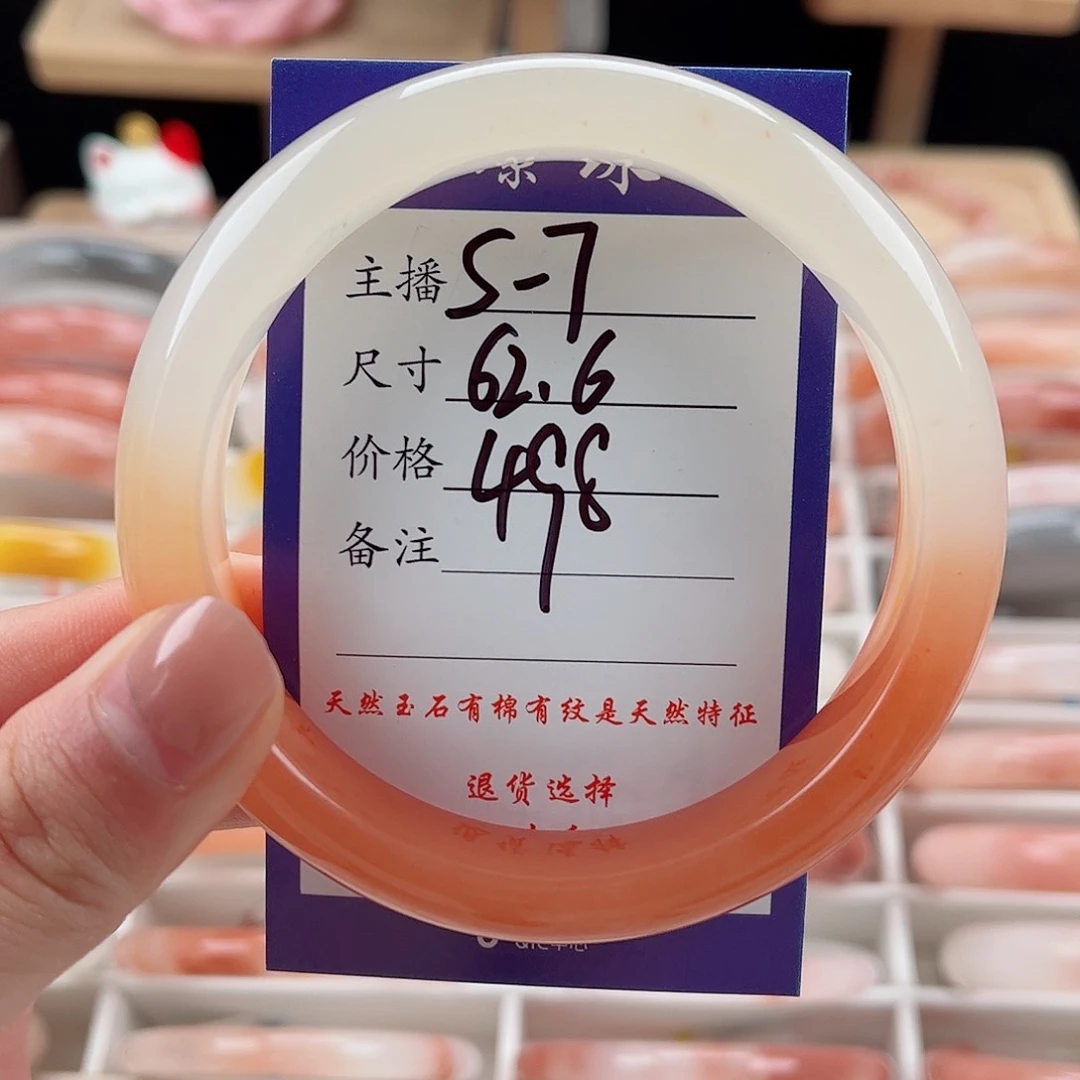 主播 S-7
尺寸 62.6
价格 498
备注
天然玉石有棉有纹是天然特征
退货选择